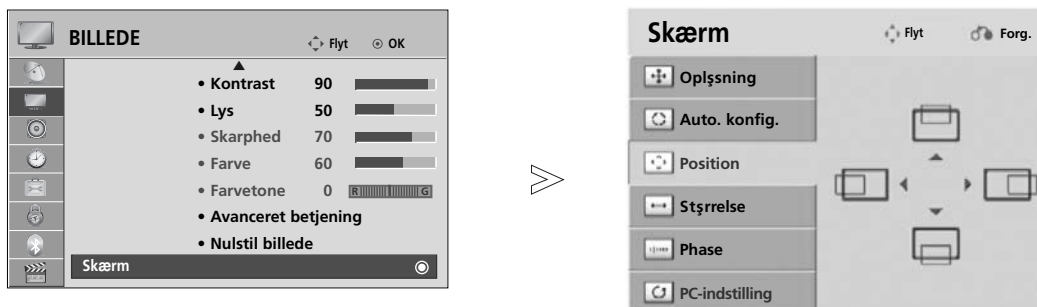 BILLEDE
Flyt
OK
• Kontrast 90
• Lys 50
• Skarphed 70
• Farve 60
• Farvetone 0 R G
• Avanceret betjening
• Nulstil billede
Skærm
Skærm
Flyt
Forg.
Oplşsning
Auto. konfig.
Position
Stşrrelse
Phase
PC-indstilling